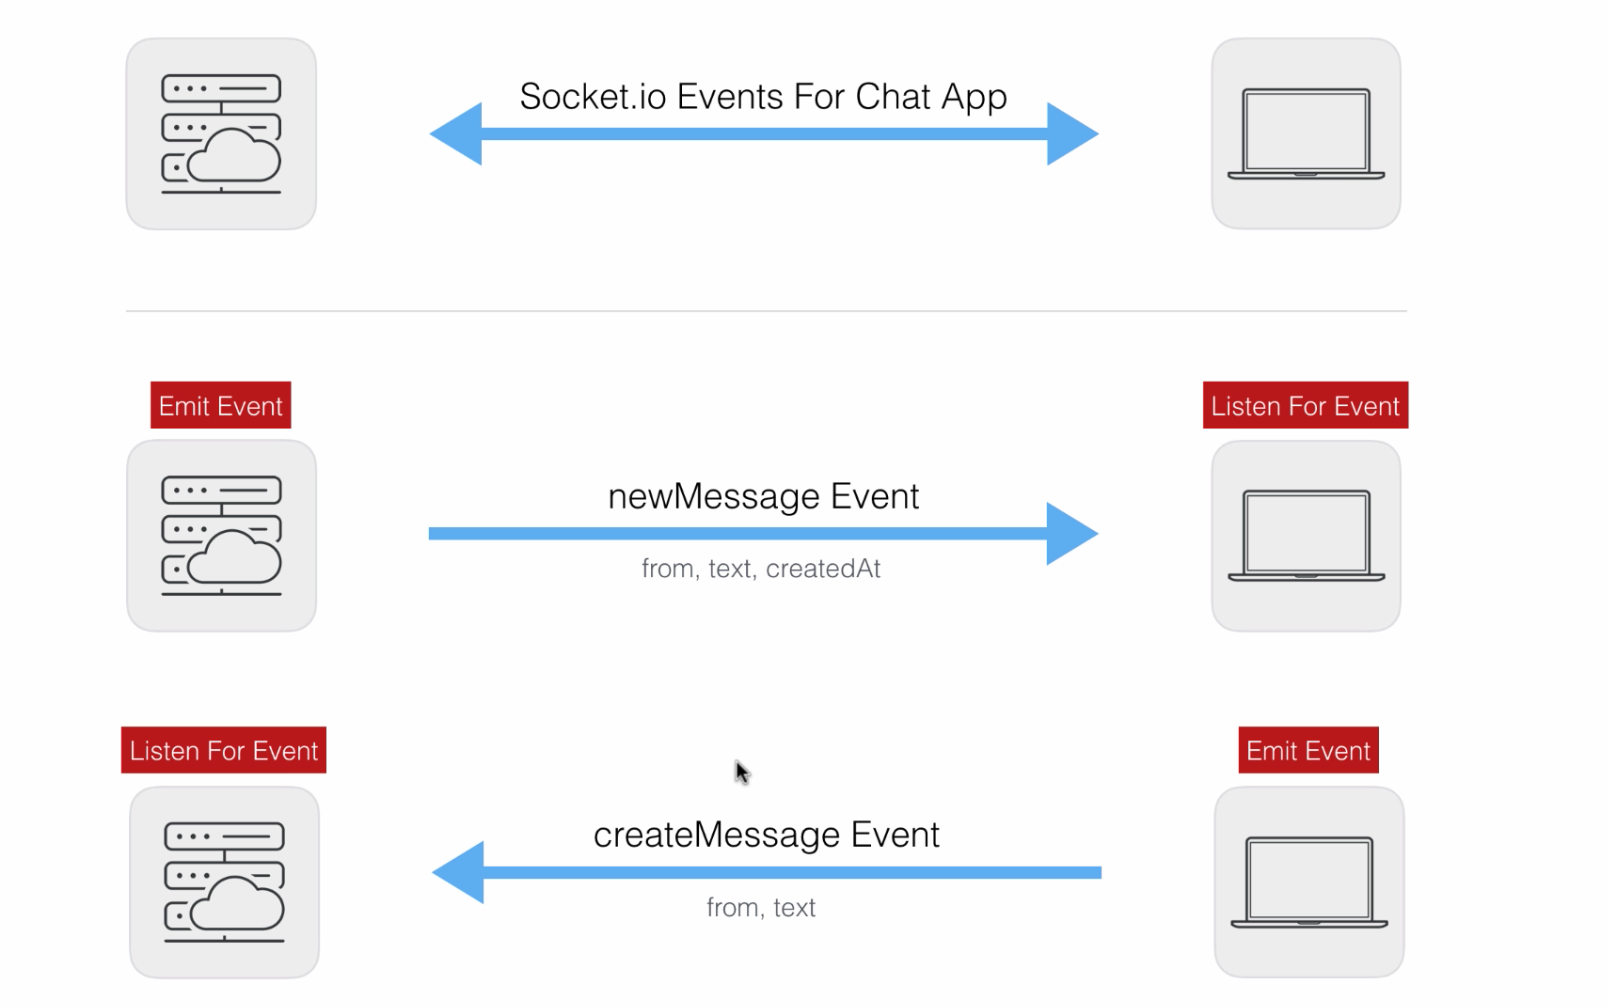 Socket.io Events For Chat App
Emit Event
Listen For Event
newMessage Event
from, text, createdAt
Listen For Event
Emit Event
createMessage Event
from, text